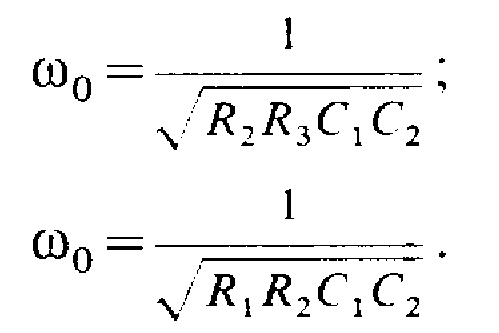 ω₀ = 1 / √(R₂R₃C₁C₂) ;
ω₀ = 1 / √(R₁R₂C₁C₂) .